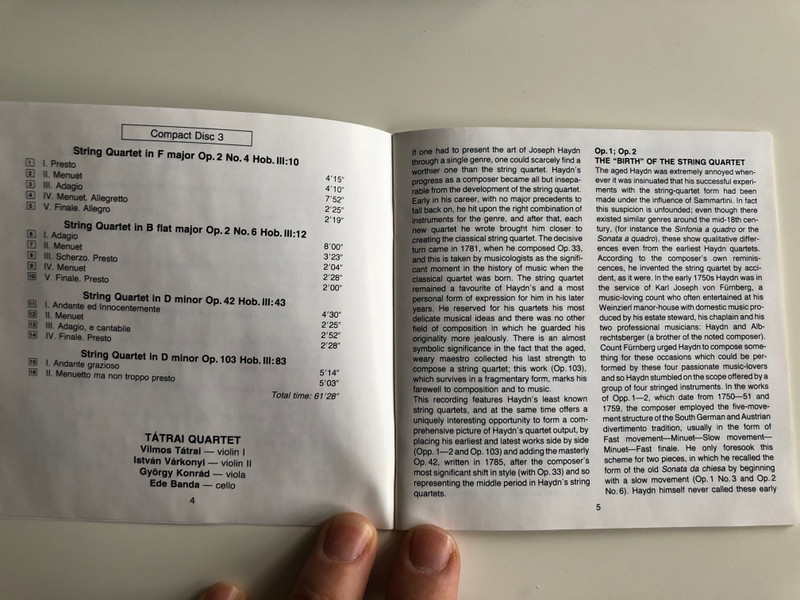 Compact Disc 3
String Quartet in F major Op. 2 No. 4 Hob. III:10
1 I. Presto 4'15"
2 II. Menuet 4'10"
3 III. Adagio 7'52"
4 IV. Menuet. Allegretto 2'25"
5 V. Finale. Allegro 2'19"
String Quartet in B flat major Op. 2 No. 6 Hob. III:12
6 I. Adagio 8'00"
7 II. Menuet 3'23"
8 III. Scherzo. Presto 2'04"
9 IV. Menuet 2'28"
10 V. Finale. Presto 2'00"
String Quartet in D minor Op. 42 Hob. III:43
11 I. Andante ed Innocentemente 4'30"
12 II. Menuet 2'25"
13 III. Adagio, e cantabile 2'52"
14 IV. Finale. Presto 2'28"
String Quartet in D minor Op. 103 Hob. III:83
15 I. Andante grazioso 5'14"
16 II. Menuetto ma non troppo presto 5'03"
Total time: 61'28"
TÁTRAI QUARTET
Vilmos Tátrai — violin I
István Várkonyi — violin II
György Konrád — viola
Ede Banda — cello
4
If one had to present the art of Joseph Haydn
through a single genre, one could scarcely find a
worthier one than the string quartet. Haydn's
progress as a composer became all but insepa-
rable from the development of the string quartet.
Early in his career, with no major precedents to
fall back on, he hit upon the right combination of
instruments for the genre, and after that, each
new quartet he wrote brought him closer to
creating the classical string quartet. The decisive
turn came in 1781, when he composed Op. 33,
and this is taken by musicologists as the signifi-
cant moment in the history of music when the
classical quartet was born. The string quartet
remained a favourite of Haydn's and a most
personal form of expression for him in his later
years. He reserved for his quartets his most
delicate musical ideas and there was no other
field of composition in which he guarded his
originality more jealously. There is an almost
symbolic significance in the fact that the aged,
weary maestro collected his last strength to
compose a string quartet; this work (Op. 103),
which survives in a fragmentary form, marks his
farewell to composition and to music.
This recording features Haydn's least known
string quartets, and at the same time offers a
uniquely interesting opportunity to form a com-
prehensive picture of Haydn's quartet output, by
placing his earliest and latest works side by side
(Opp. 1—2 and Op. 103) and adding the masterly
Op. 42, written in 1785, after the composer's
most significant shift in style (with Op. 33) and so
representing the middle period in Haydn's string
quartets.
Op. 1; Op. 2
THE "BIRTH" OF THE STRING QUARTET
The aged Haydn was extremely annoyed when-
ever it was insinuated that his successful experi-
ments with the string-quartet form had been
made under the influence of Sammartini. In fact
this suspicion is unfounded; even though there
existed similar genres around the mid-18th cen-
tury, (for instance the Sinfonia a quadro or the
Sonata a quadro), these show qualitative differ-
ences even from the earliest Haydn quartets.
According to the composer's own reminis-
cences, he invented the string quartet by acci-
dent, as it were. In the early 1750s Haydn was in
the service of Karl Joseph von Fürnberg, a
music-loving count who often entertained at his
Weinzierl manor-house with domestic music pro-
duced by his estate steward, his chaplain and his
two professional musicians: Haydn and Alb-
rechtsberger (a brother of the noted composer).
Count Fürnberg urged Haydn to compose some-
thing for these occasions which could be per-
formed by these four passionate music-lovers
and so Haydn stumbled on the scope offered by a
group of four stringed instruments. In the works
of Opp. 1—2, which date from 1750—51 and
1759, the composer employed the five-move-
ment structure of the South German and Austrian
divertimento tradition, usually in the form of
Fast movement—Minuet—Slow movement—
Minuet—Fast finale. He only foresook this
scheme for two pieces, in which he recalled the
form of the old Sonata da chiesa by beginning
with a slow movement (Op. 1 No. 3 and Op. 2
No. 6). Haydn himself never called these early
5